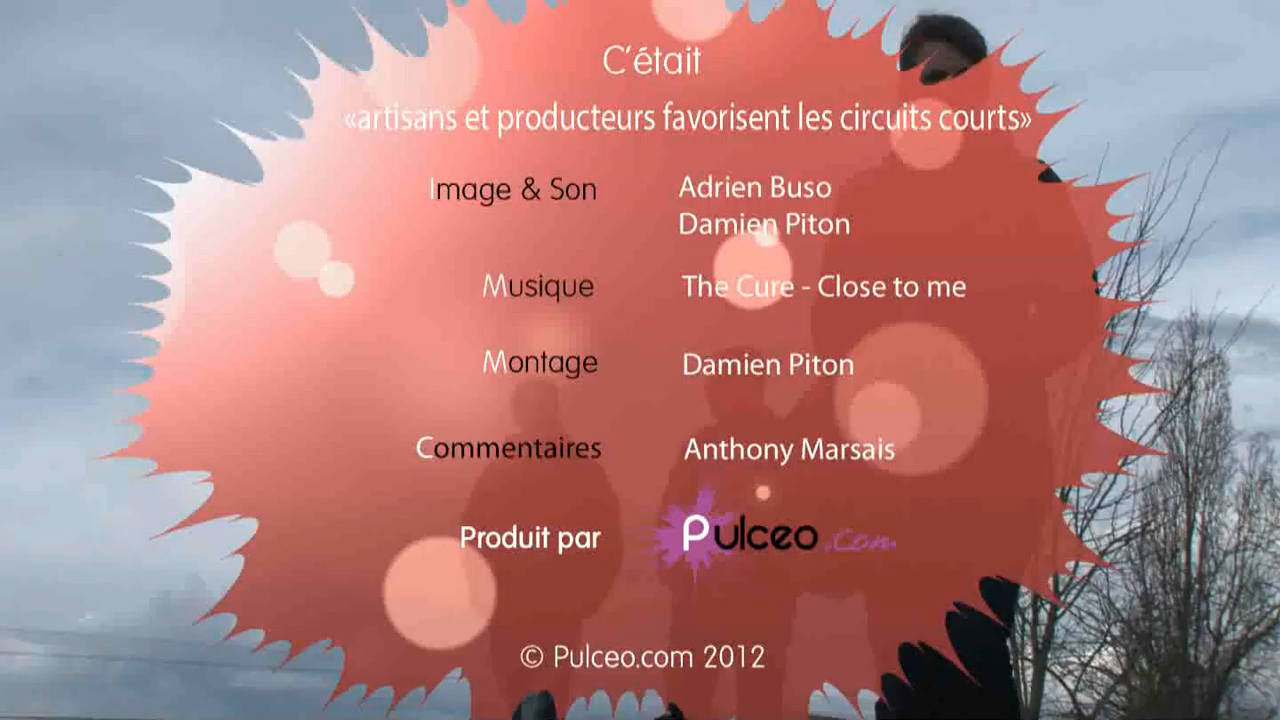 C'était
«artisans et producteurs favorisent les circuits courts»
Image & Son Adrien Buso
Damien Piton
Musique The Cure - Close to me
Montage Damien Piton
Commentaires Anthony Marsais
Produit par Pulceo.com
© Pulceo.com 2012